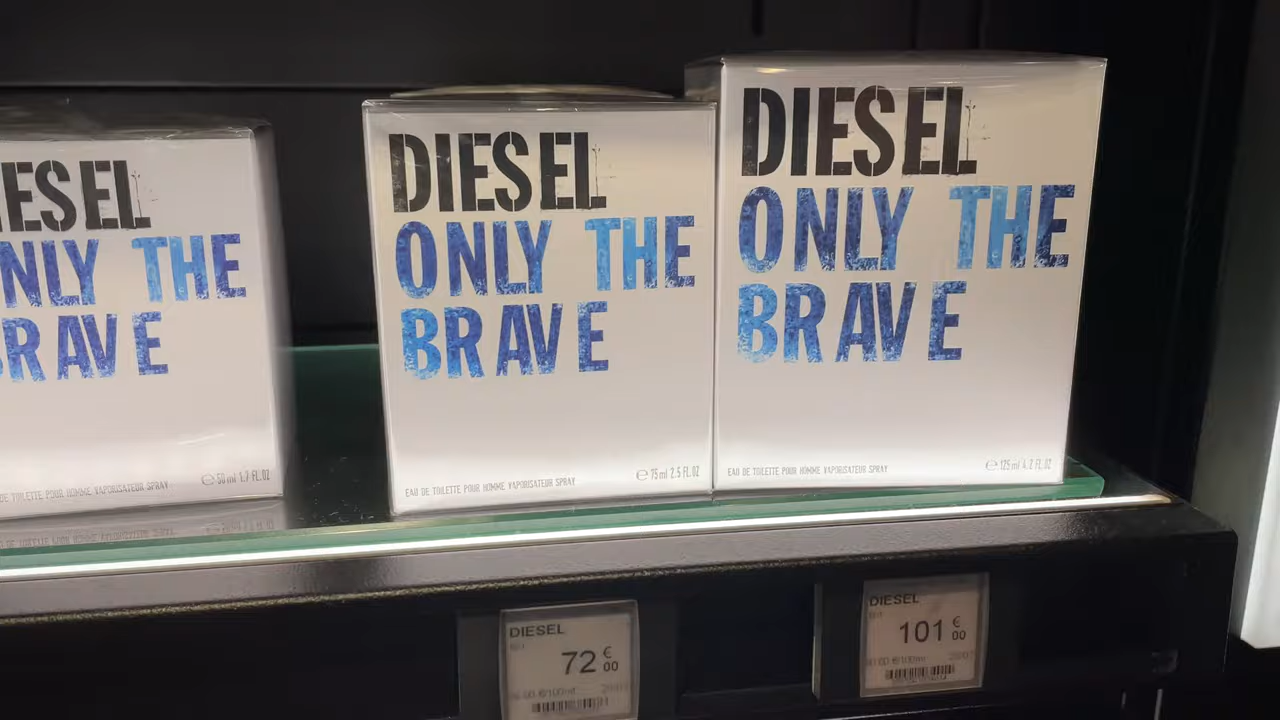 DIESEL
ONLY THE
BRAVE
EAU DE TOILETTE POUR HOMME VAPORISATEUR SPRAY
℮ 50 ml 1.7 FL.OZ
DIESEL
ONLY THE
BRAVE
EAU DE TOILETTE POUR HOMME VAPORISATEUR SPRAY
℮ 75 ml 2.5 FL.OZ
DIESEL
ONLY THE
BRAVE
EAU DE TOILETTE POUR HOMME VAPORISATEUR SPRAY
℮ 125 ml 4.2 FL.OZ
DIESEL
72 € 00
€/100ml
DIESEL
101 € 00
€/100ml